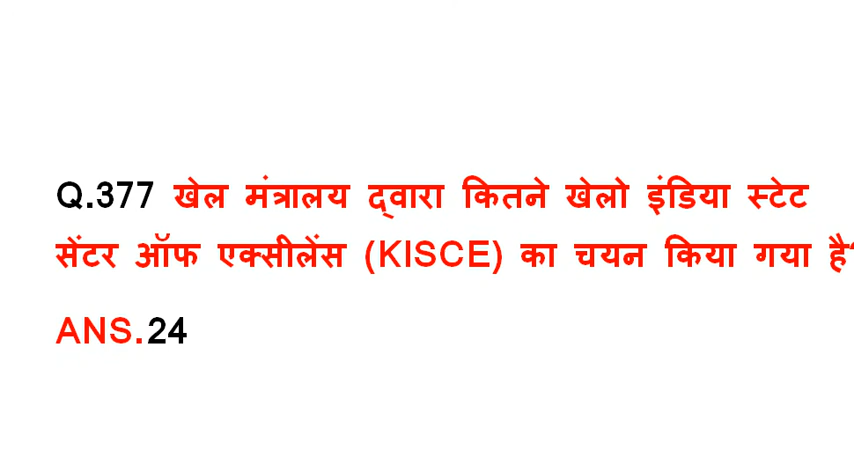 Q.377 खेल मंत्रालय द्वारा कितने खेलो इंडिया स्टेट
सेंटर ऑफ एक्सीलेंस (KISCE) का चयन किया गया है?
ANS.24